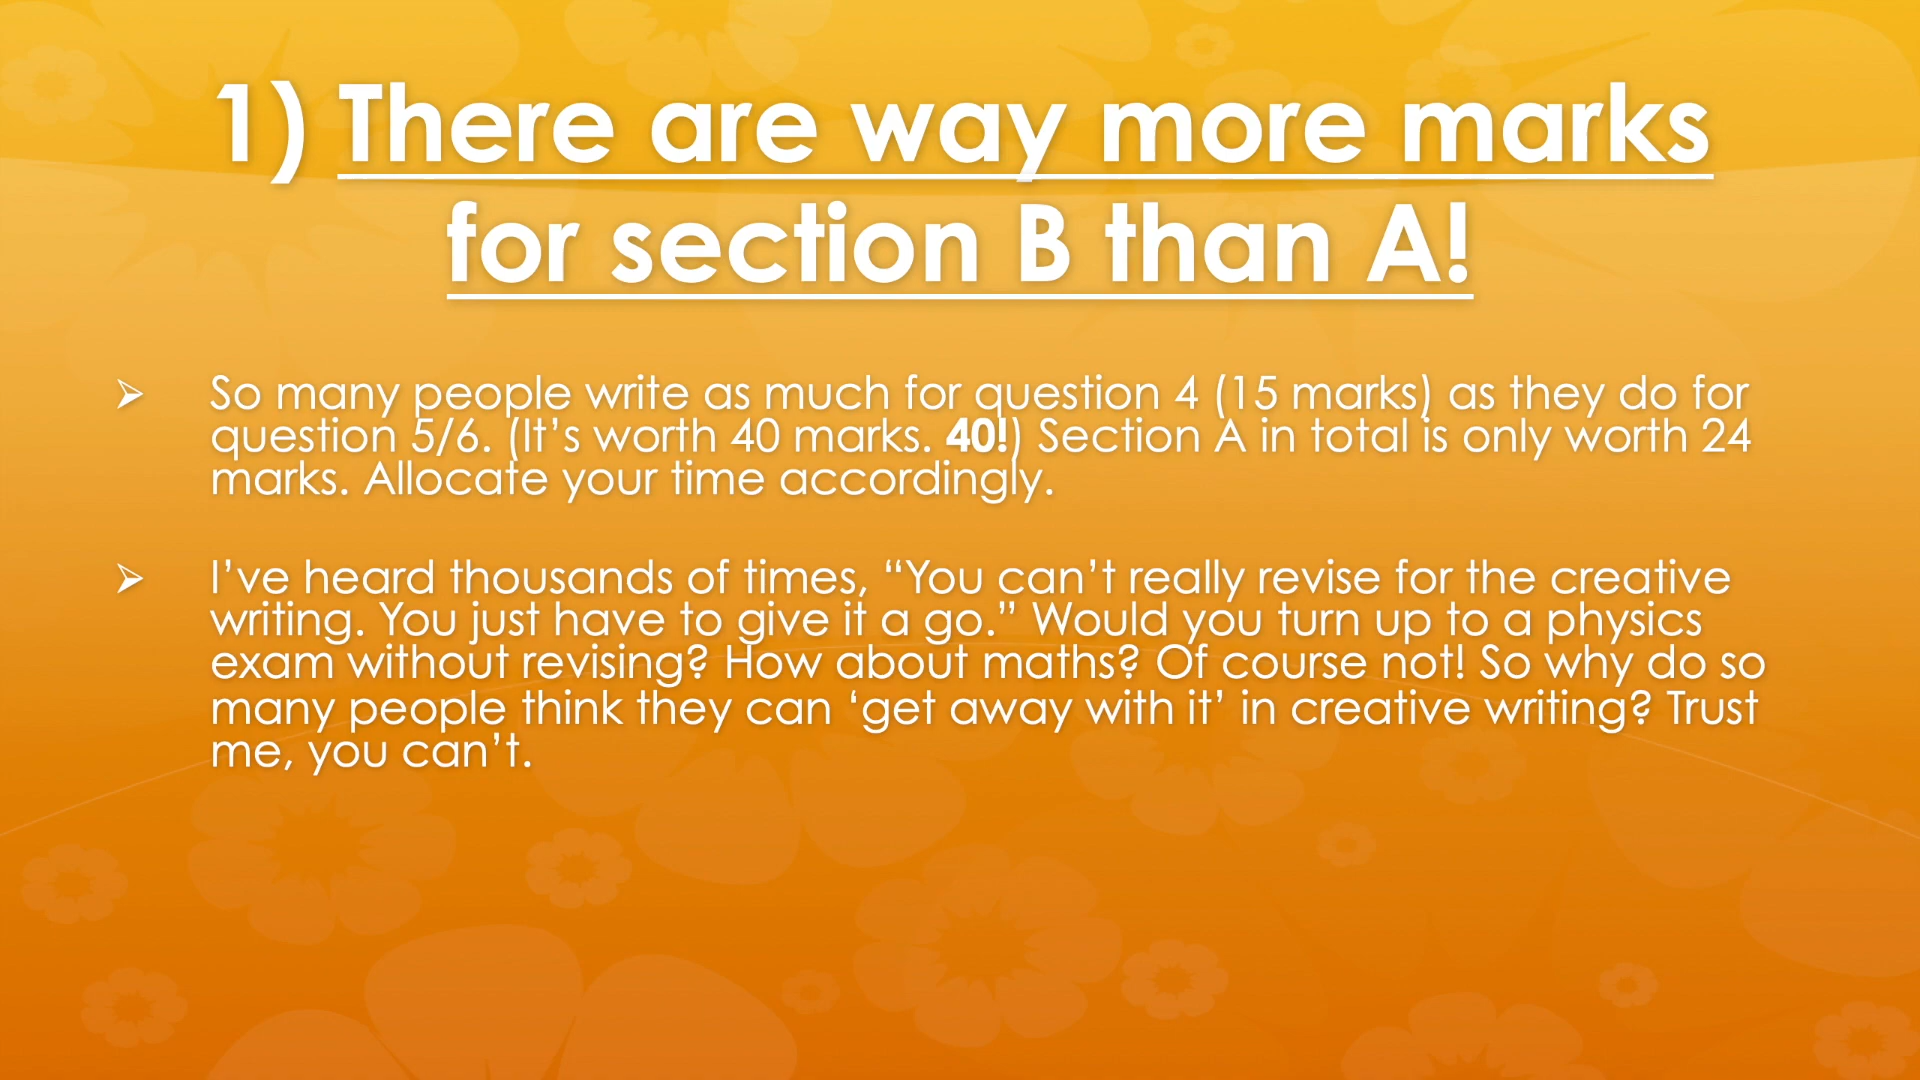 1) There are way more marks
for section B than A!
➢ So many people write as much for question 4 (15 marks) as they do for
question 5/6. (It’s worth 40 marks. 40!) Section A in total is only worth 24
marks. Allocate your time accordingly.
➢ I’ve heard thousands of times, “You can’t really revise for the creative
writing. You just have to give it a go.” Would you turn up to a physics
exam without revising? How about maths? Of course not! So why do so
many people think they can ‘get away with it’ in creative writing? Trust
me, you can’t.